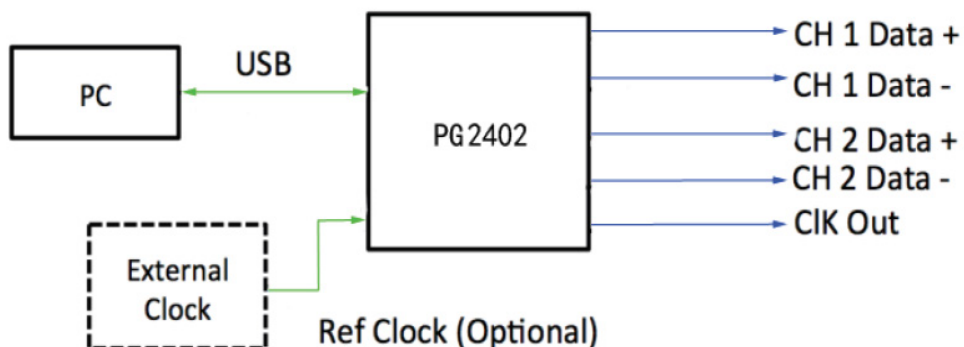 USB
PC
PG2402
CH 1 Data +
CH 1 Data -
CH 2 Data +
CH 2 Data -
ClK Out
External
Clock
Ref Clock (Optional)